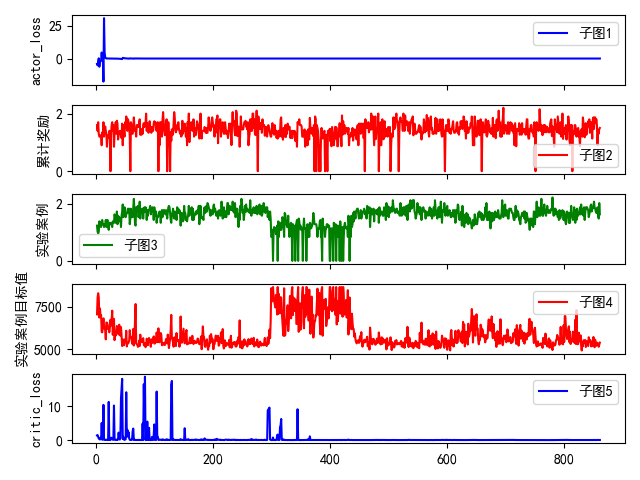 actor_loss
25
0
子图1
累计奖励
2
0
子图2
实验案例
2
0
子图3
实验案例目标值
7500
5000
子图4
critic_loss
10
0
子图5
0 200 400 600 800